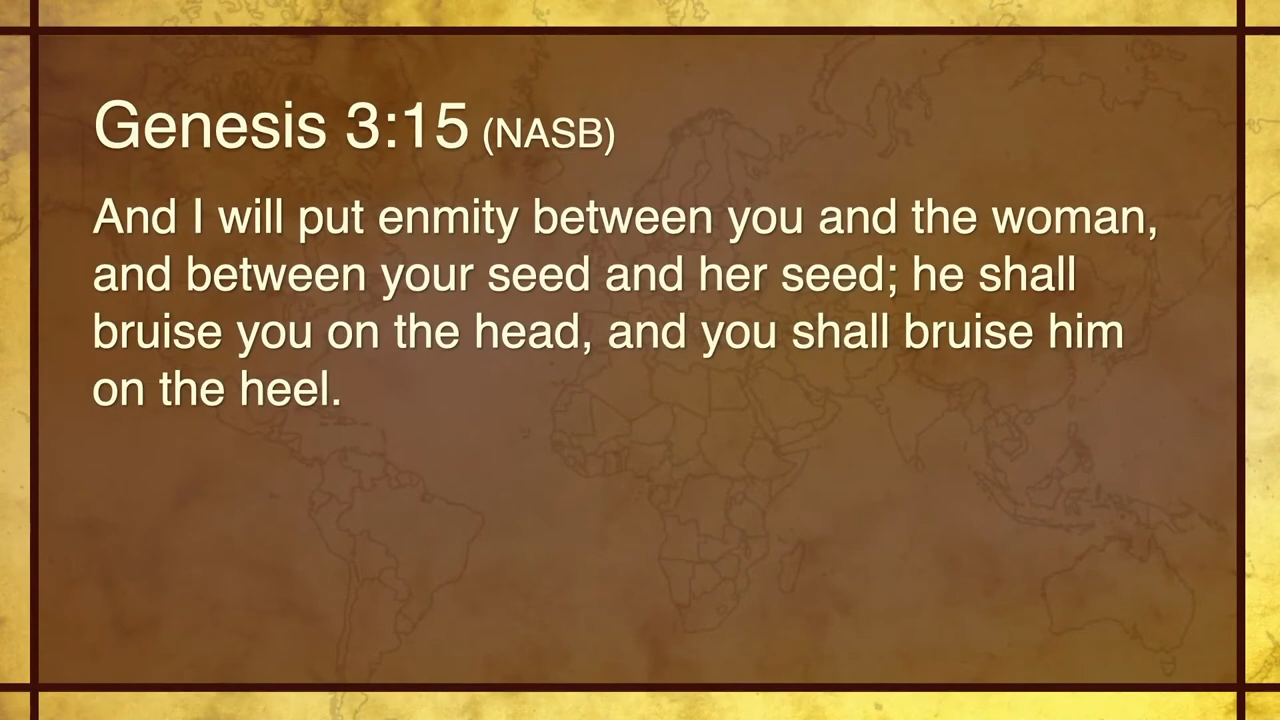 Genesis 3:15 (NASB)
And I will put enmity between you and the woman,
and between your seed and her seed; he shall
bruise you on the head, and you shall bruise him
on the heel.